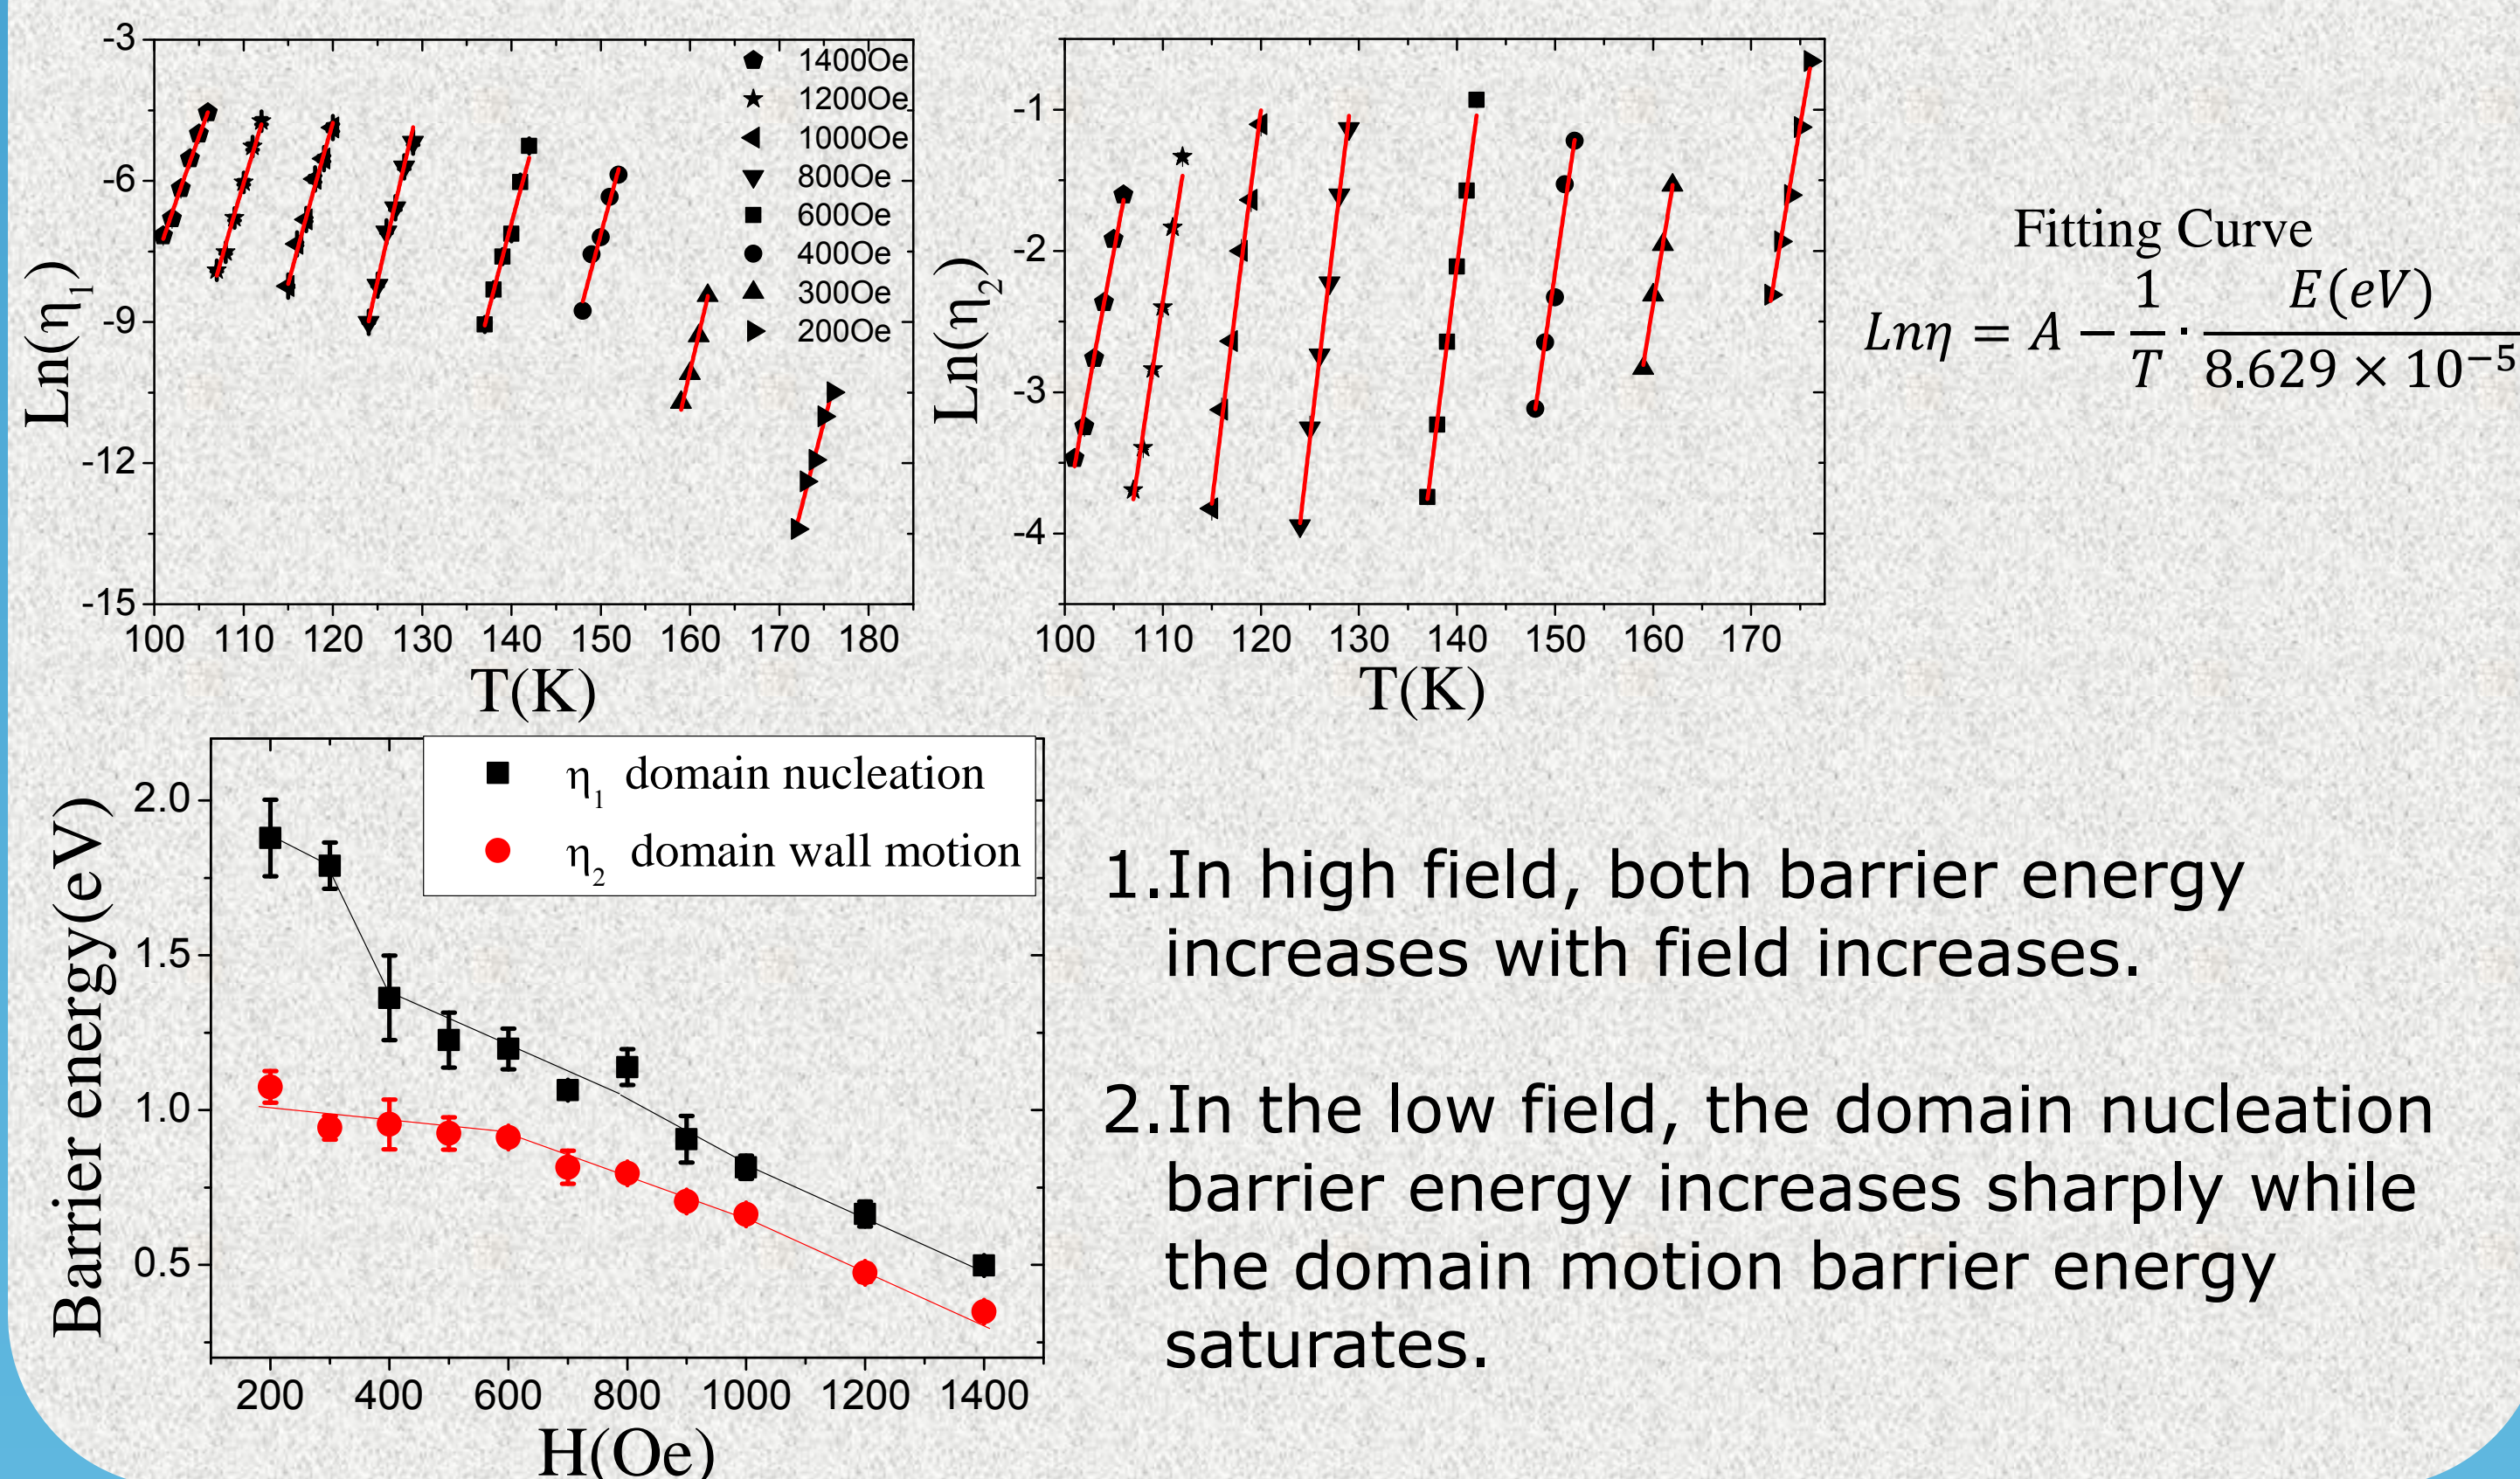 -3
-6
-9
-12
-15
Ln(η₁)
100 110 120 130 140 150 160 170 180
T(K)
1400Oe
1200Oe
1000Oe
800Oe
600Oe
400Oe
300Oe
200Oe
-1
-2
-3
-4
Ln(η₂)
100 110 120 130 140 150 160 170
T(K)
Fitting Curve
Lnη = A − 1/T · E(eV)/8.629 × 10⁻⁵
η₁ domain nucleation
η₂ domain wall motion
2.0
1.5
1.0
0.5
Barrier energy(eV)
200 400 600 800 1000 1200 1400
H(Oe)
1.In high field, both barrier energy
increases with field increases.
2.In the low field, the domain nucleation
barrier energy increases sharply while
the domain motion barrier energy
saturates.